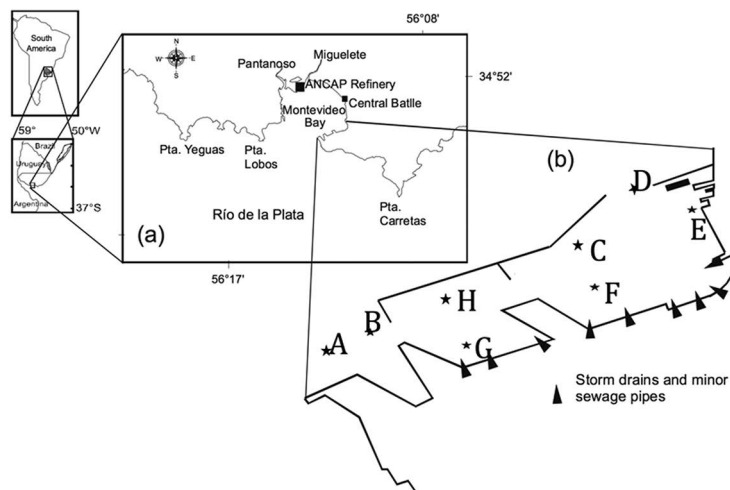 South
America
59°
50°W
Brazil
Uruguay
Argentina
37°S
56°08'
34°52'
N
W
E
S
Miguelete
Pantanoso
ANCAP Refinery
Central Batlle
Montevideo
Bay
Pta. Yeguas
Pta.
Lobos
Pta.
Carretas
Río de la Plata
(a)
56°17'
(b)
D
E
C
F
H
B
G
A
Storm drains and minor
sewage pipes